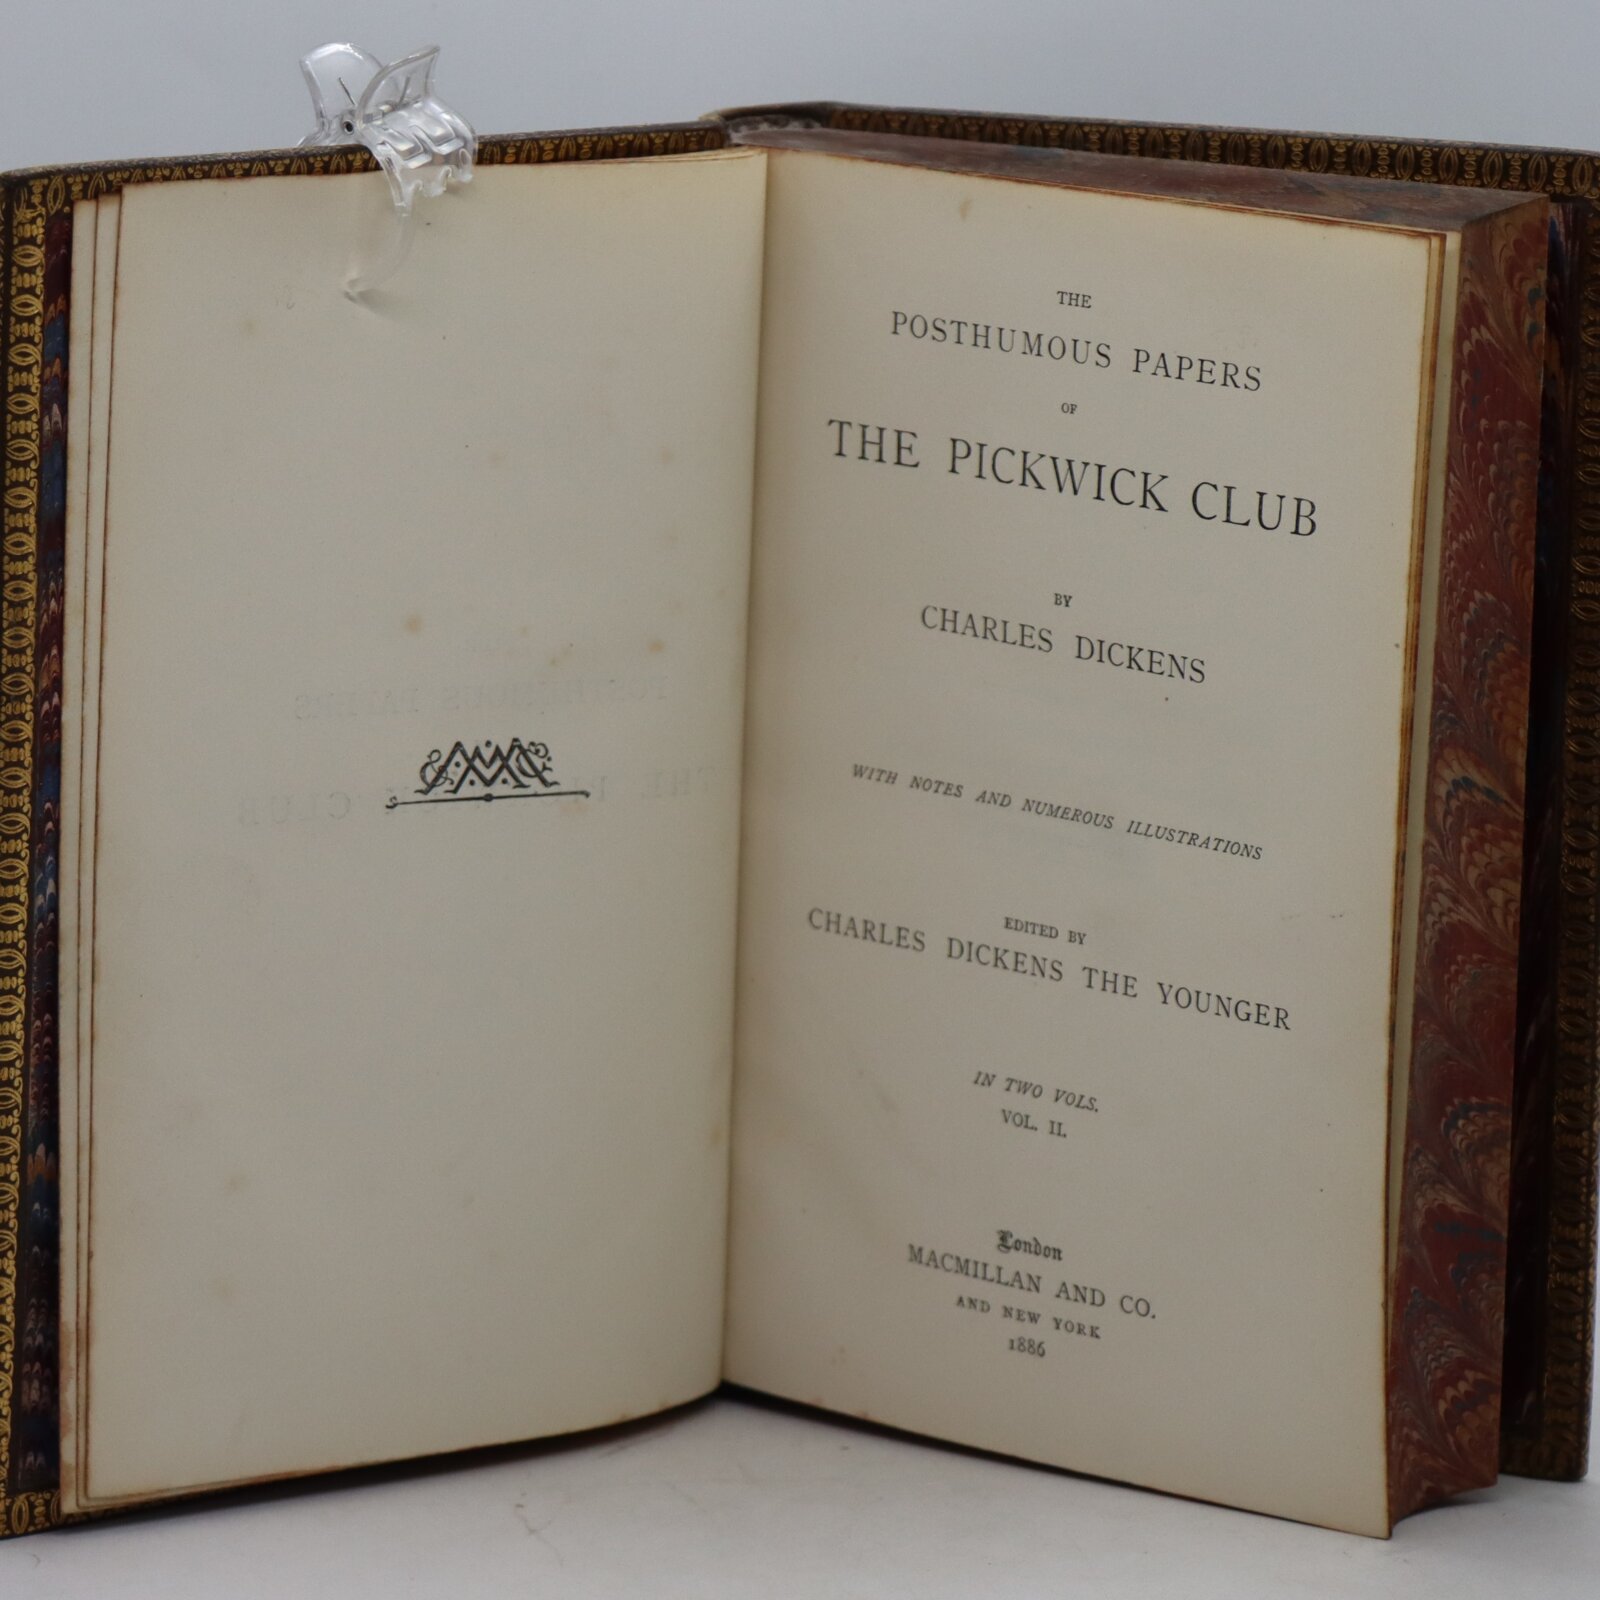 THE
POSTHUMOUS PAPERS
OF
THE PICKWICK CLUB
BY
CHARLES DICKENS
WITH NOTES AND NUMEROUS ILLUSTRATIONS
EDITED BY
CHARLES DICKENS THE YOUNGER
IN TWO VOLS.
VOL. II.
London
MACMILLAN AND CO.
AND NEW YORK
1886